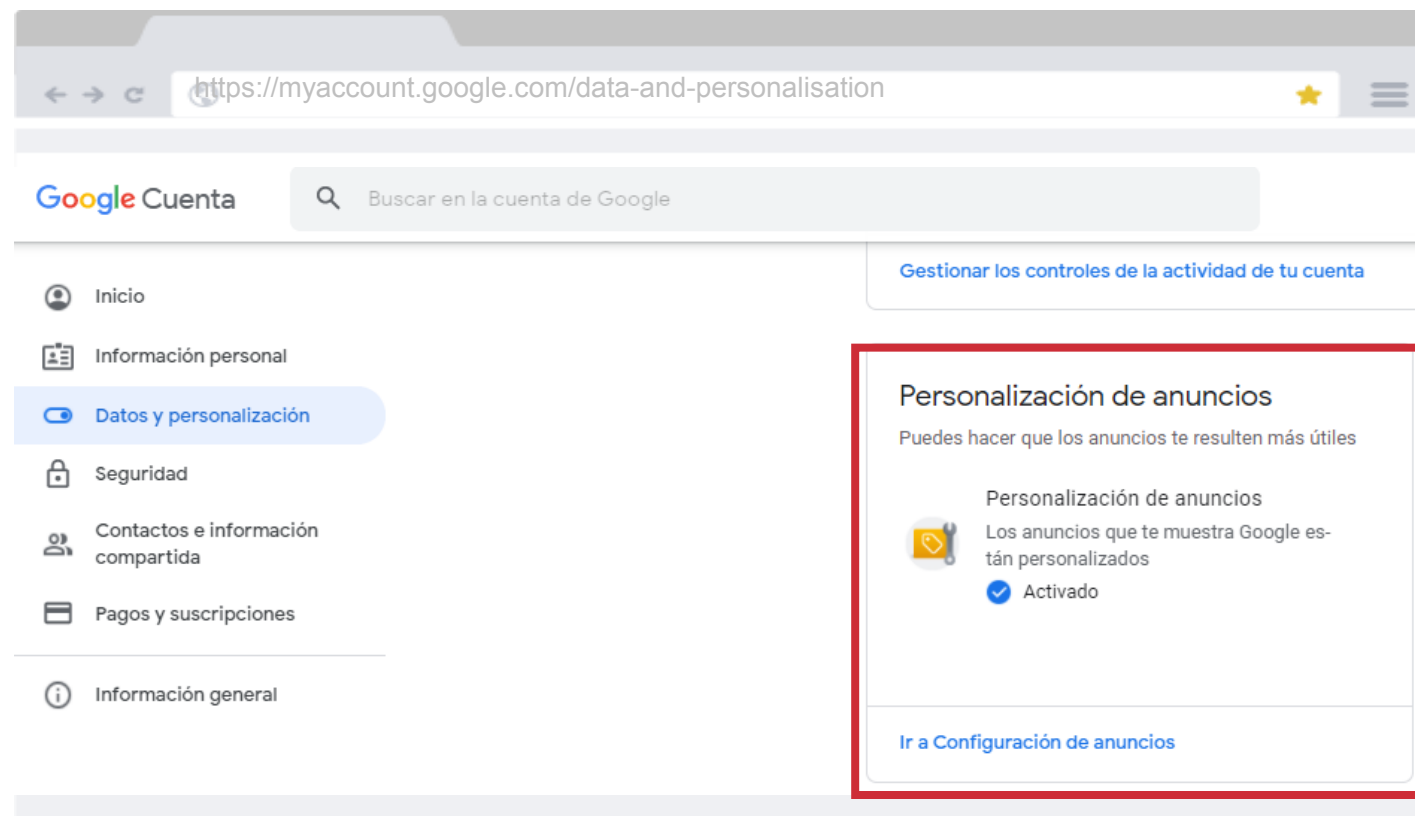 https://myaccount.google.com/data-and-personalisation
Google Cuenta
Buscar en la cuenta de Google
Inicio
Información personal
Datos y personalización
Seguridad
Contactos e información
compartida
Pagos y suscripciones
Información general
Gestionar los controles de la actividad de tu cuenta
Personalización de anuncios
Puedes hacer que los anuncios te resulten más útiles
Personalización de anuncios
Los anuncios que te muestra Google es-
tán personalizados
Activado
Ir a Configuración de anuncios